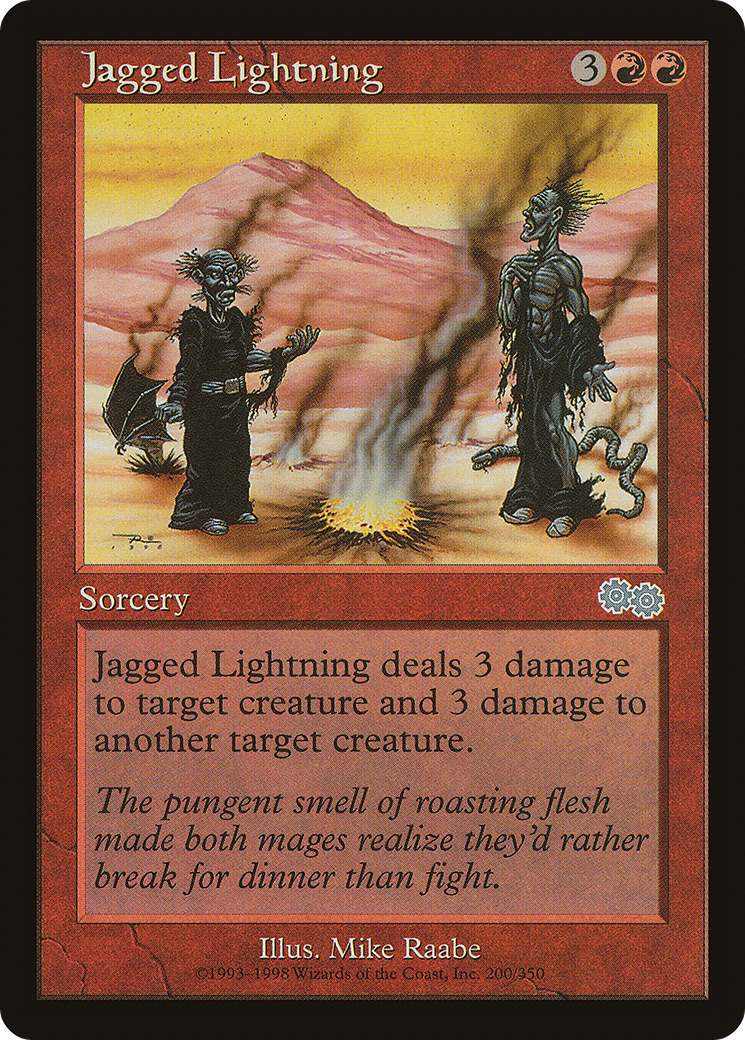 Jagged Lightning 3
Sorcery
Jagged Lightning deals 3 damage
to target creature and 3 damage to
another target creature.
The pungent smell of roasting flesh
made both mages realize they'd rather
break for dinner than fight.
Illus. Mike Raabe
©1993–1998 Wizards of the Coast, Inc. 200/350